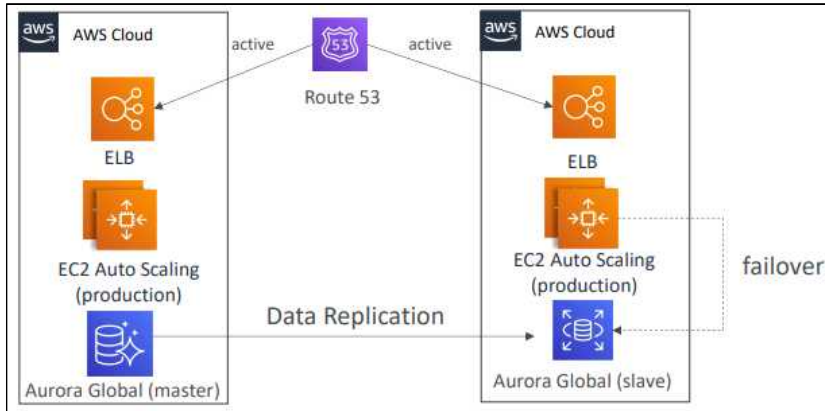 aws
AWS Cloud
active
53
active
aws
AWS Cloud
Route 53
ELB
ELB
EC2 Auto Scaling
(production)
EC2 Auto Scaling
(production)
failover
Data Replication
Aurora Global (master)
Aurora Global (slave)